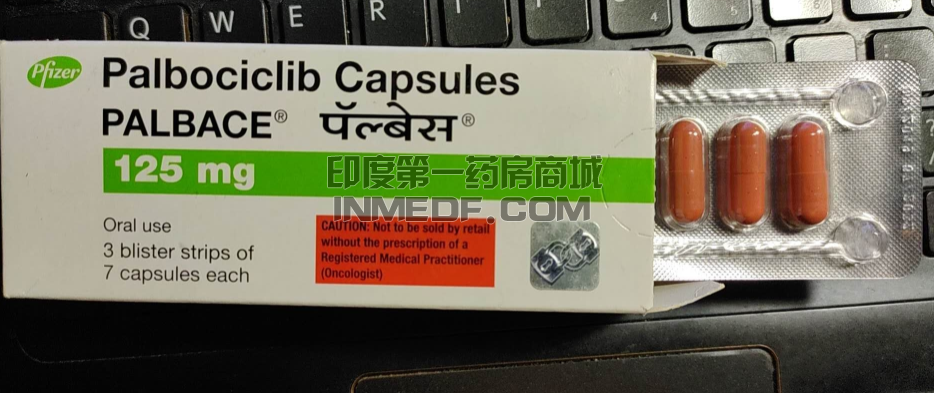 Q W E R
Pfizer
Palbociclib Capsules
PALBACE® पॅल्बेस®
125 mg
印度第一药房商城
INMEDF.COM
Oral use
3 blister strips of
7 capsules each
CAUTION: Not to be sold by retail
without the prescription of a
Registered Medical Practitioner
(Oncologist)